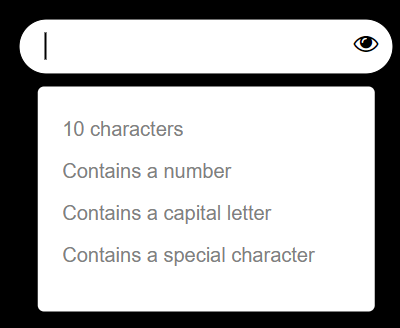 10 characters
Contains a number
Contains a capital letter
Contains a special character